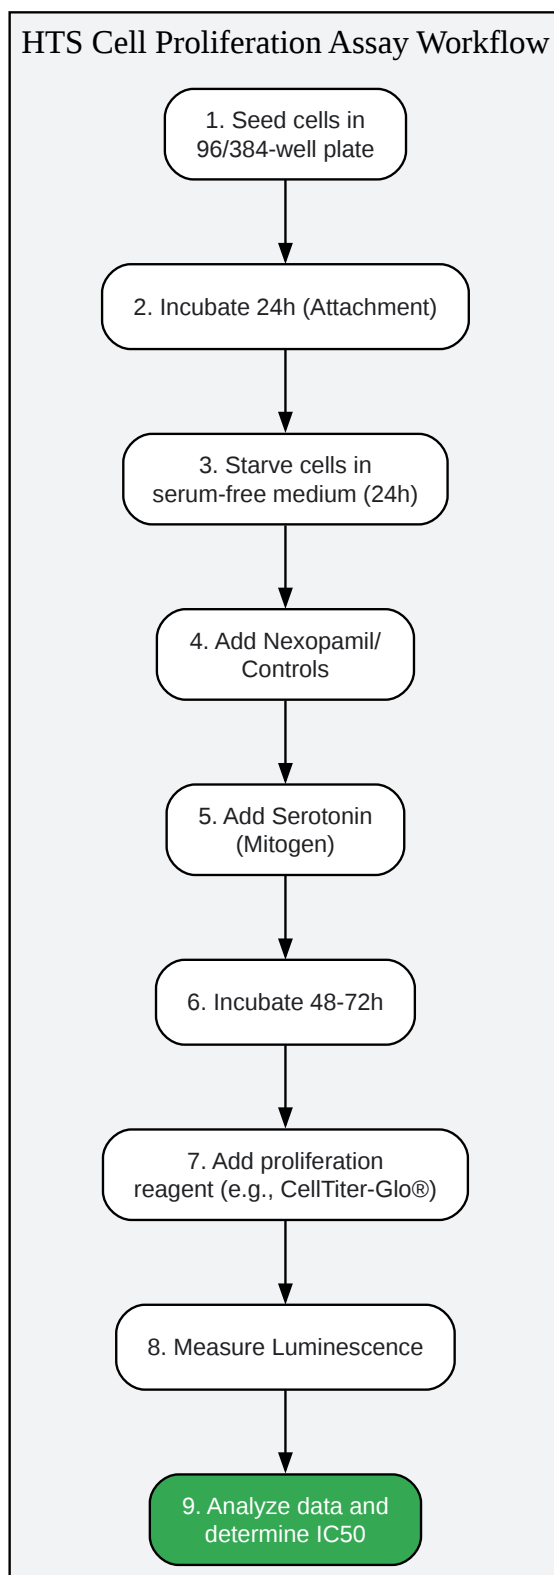 HTS Cell Proliferation Assay Workflow
1. Seed cells in
96/384-well plate
2. Incubate 24h (Attachment)
3. Starve cells in
serum-free medium (24h)
4. Add Nexopamil/
Controls
5. Add Serotonin
(Mitogen)
6. Incubate 48-72h
7. Add proliferation
reagent (e.g., CellTiter-Glo®)
8. Measure Luminescence
9. Analyze data and
determine IC50